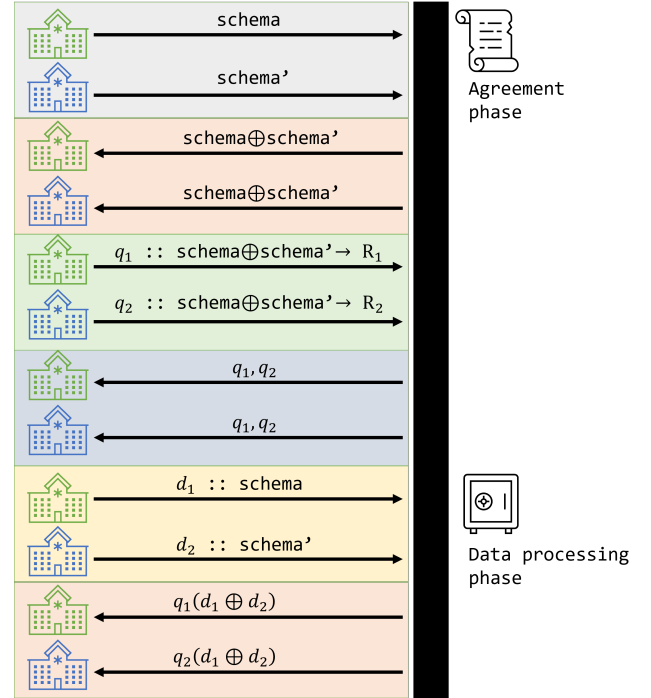 schema
Agreement
phase
schema’
schema⊕schema’
schema⊕schema’
q₁ :: schema⊕schema’→ R₁
q₂ :: schema⊕schema’→ R₂
q₁,q₂
q₁,q₂
d₁ :: schema
d₂ :: schema’
Data processing
phase
q₁(d₁ ⊕ d₂)
q₂(d₁ ⊕ d₂)